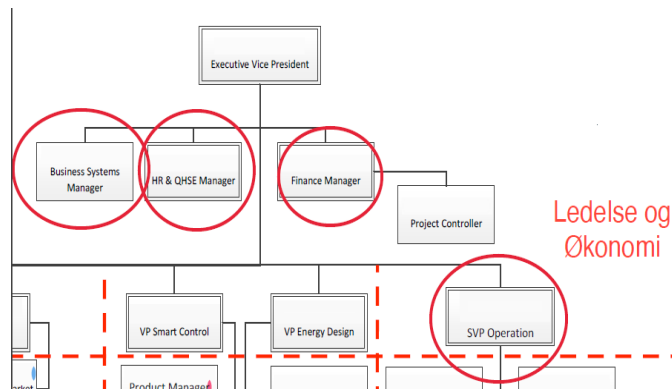 Executive Vice President
Business Systems
Manager
HR & QHSE Manager
Finance Manager
Project Controller
Ledelse og
Økonomi
VP Smart Control
VP Energy Design
SVP Operation
Product Manager